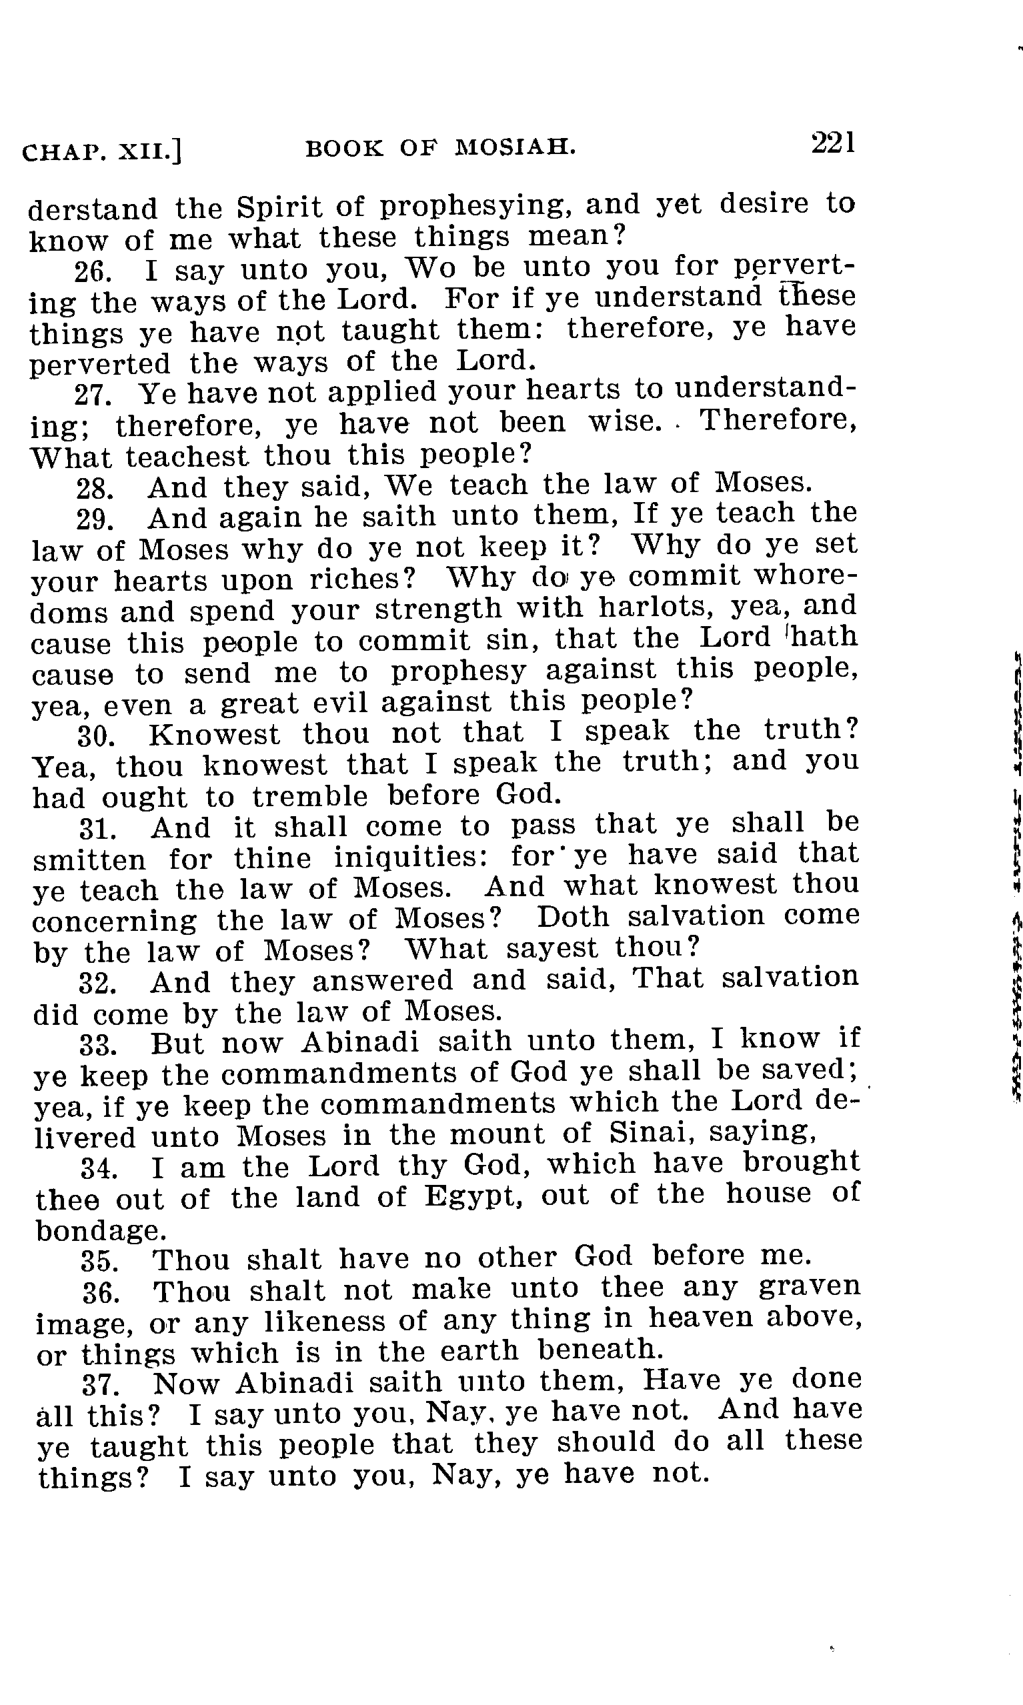 CHAP. XII.] BOOK OF MOSIAH. 221
derstand the Spirit of prophesying, and yet desire to
know of me what these things mean?
26. I say unto you, Wo be unto you for pervert-
ing the ways of the Lord. For if ye understand these
things ye have not taught them: therefore, ye have
perverted the ways of the Lord.
27. Ye have not applied your hearts to understand-
ing; therefore, ye have not been wise. Therefore,
What teachest thou this people?
28. And they said, We teach the law of Moses.
29. And again he saith unto them, If ye teach the
law of Moses why do ye not keep it? Why do ye set
your hearts upon riches? Why do ye commit whore-
doms and spend your strength with harlots, yea, and
cause this people to commit sin, that the Lord hath
cause to send me to prophesy against this people,
yea, even a great evil against this people?
30. Knowest thou not that I speak the truth?
Yea, thou knowest that I speak the truth; and you
had ought to tremble before God.
31. And it shall come to pass that ye shall be
smitten for thine iniquities: for ye have said that
ye teach the law of Moses. And what knowest thou
concerning the law of Moses? Doth salvation come
by the law of Moses? What sayest thou?
32. And they answered and said, That salvation
did come by the law of Moses.
33. But now Abinadi saith unto them, I know if
ye keep the commandments of God ye shall be saved;
yea, if ye keep the commandments which the Lord de-
livered unto Moses in the mount of Sinai, saying,
34. I am the Lord thy God, which have brought
thee out of the land of Egypt, out of the house of
bondage.
35. Thou shalt have no other God before me.
36. Thou shalt not make unto thee any graven
image, or any likeness of any thing in heaven above,
or things which is in the earth beneath.
37. Now Abinadi saith unto them, Have ye done
all this? I say unto you, Nay, ye have not. And have
ye taught this people that they should do all these
things? I say unto you, Nay, ye have not.